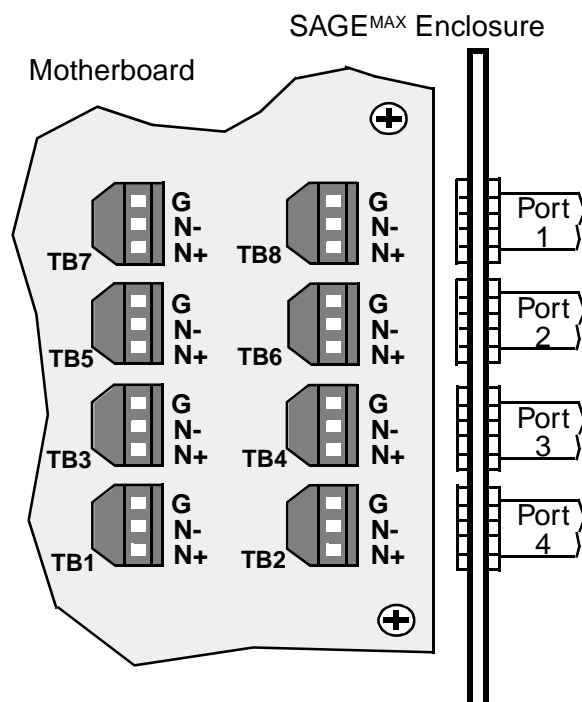 SAGEMAX Enclosure
Motherboard
G
N-
N+
TB7
G
N-
N+
TB8
Port
1
G
N-
N+
TB5
G
N-
N+
TB6
Port
2
G
N-
N+
TB3
G
N-
N+
TB4
Port
3
G
N-
N+
TB1
G
N-
N+
TB2
Port
4